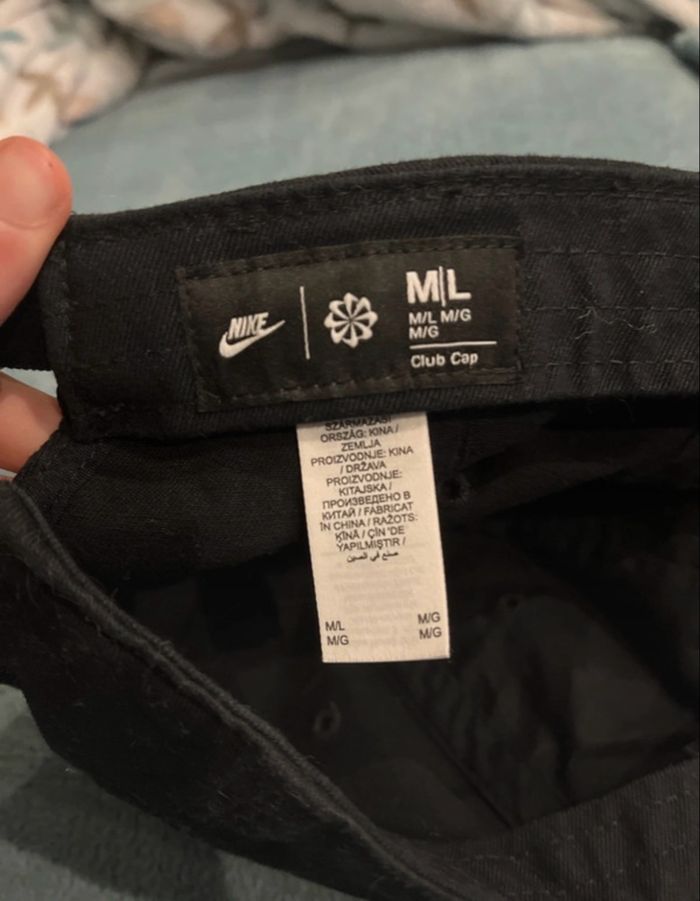 NIKE
M|L
M/L M/G
M/G
Club Cap
SZÁRMAZÁSI
ORSZÁG: KINA /
ZEMLJA
PROIZVODNJE: KINA
/ DRŽAVA
PROIZVODNJE:
KITAJSKA /
ПРОИЗВЕДЕНО В
КИТАЙ / FABRICAT
ÎN CHINA / RAŽOTS:
ĶĪNĀ / ÇİN 'DE
YAPILMIŞTIR /
صنع في الصين
M/L M/G
M/G M/G